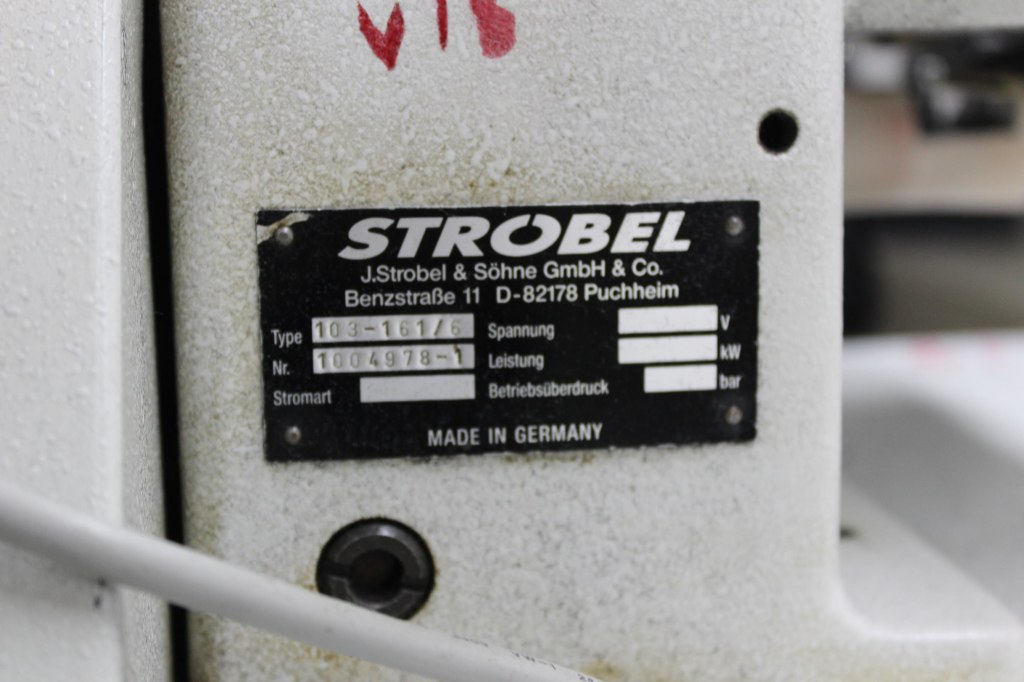 V16
STROBEL
J.Strobel & Söhne GmbH & Co.
Benzstraße 11 D-82178 Puchheim
Type 103-161/6 Spannung V
Nr. 1004978-1 Leistung kW
Stromart Betriebsüberdruck bar
MADE IN GERMANY